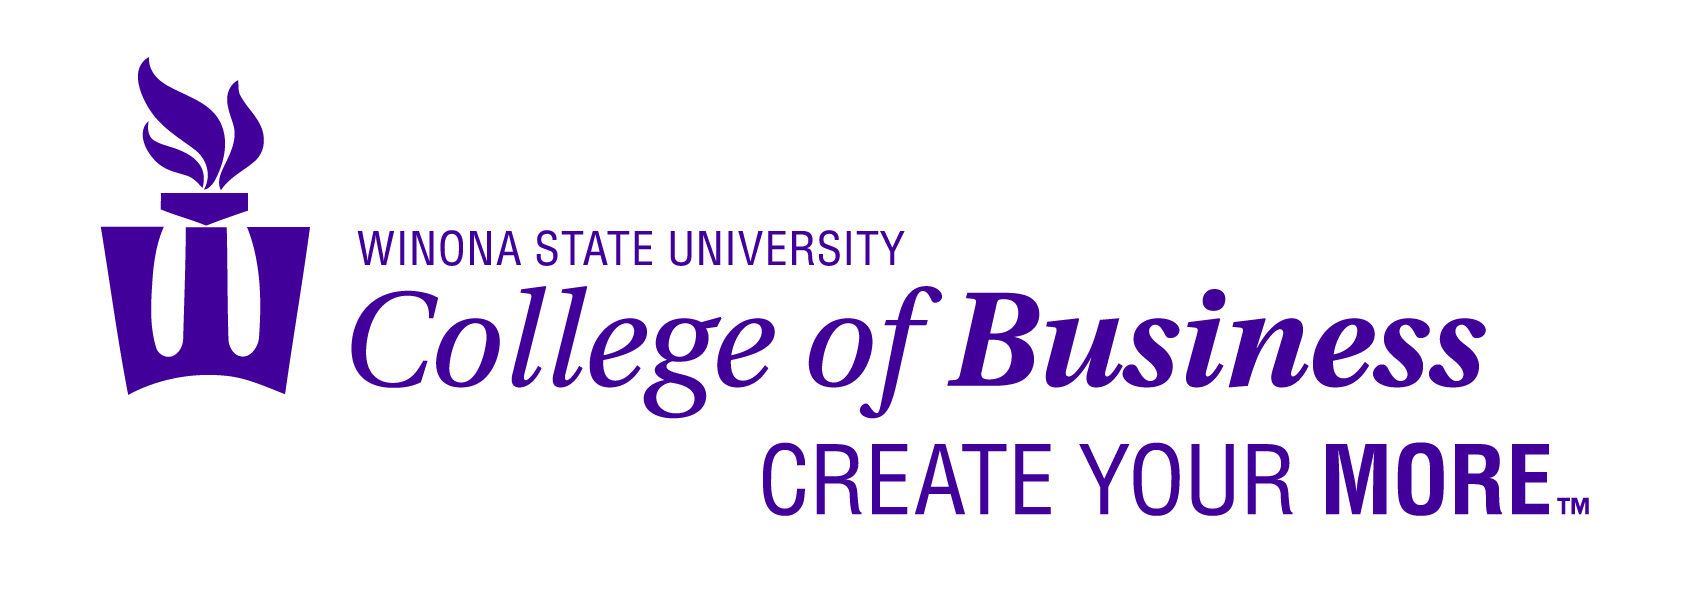 WINONA STATE UNIVERSITY
College of Business
CREATE YOUR MORE™